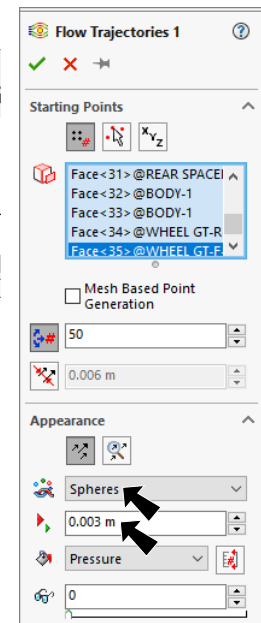 Flow Trajectories 1
Starting Points
Face<31>@REAR SPACE
Face<32>@BODY-1
Face<33>@BODY-1
Face<34>@WHEEL GT-R
Face<35>@WHEEL GT-F
Mesh Based Point
Generation
50
0.006 m
Appearance
Spheres
0.003 m
Pressure
0